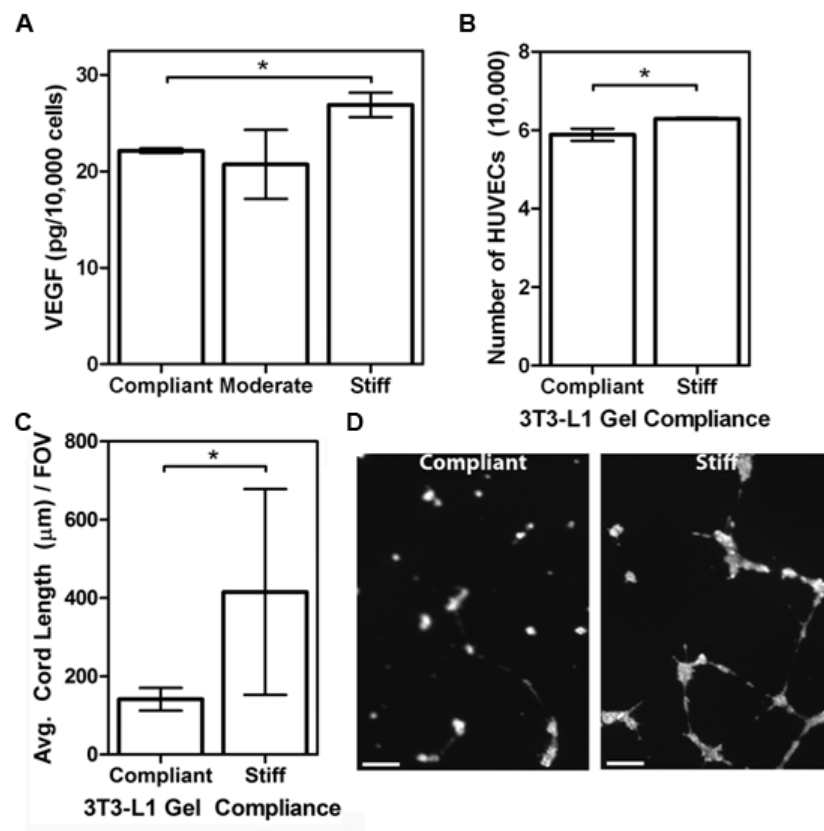 A
VEGF (pg/10,000 cells)
30
20
10
0
*
Compliant Moderate Stiff
B
Number of HUVECs (10,000)
8
6
4
2
0
*
Compliant Stiff
3T3-L1 Gel Compliance
C
Avg. Cord Length (μm) / FOV
800
600
400
200
0
*
Compliant Stiff
3T3-L1 Gel Compliance
D
Compliant Stiff